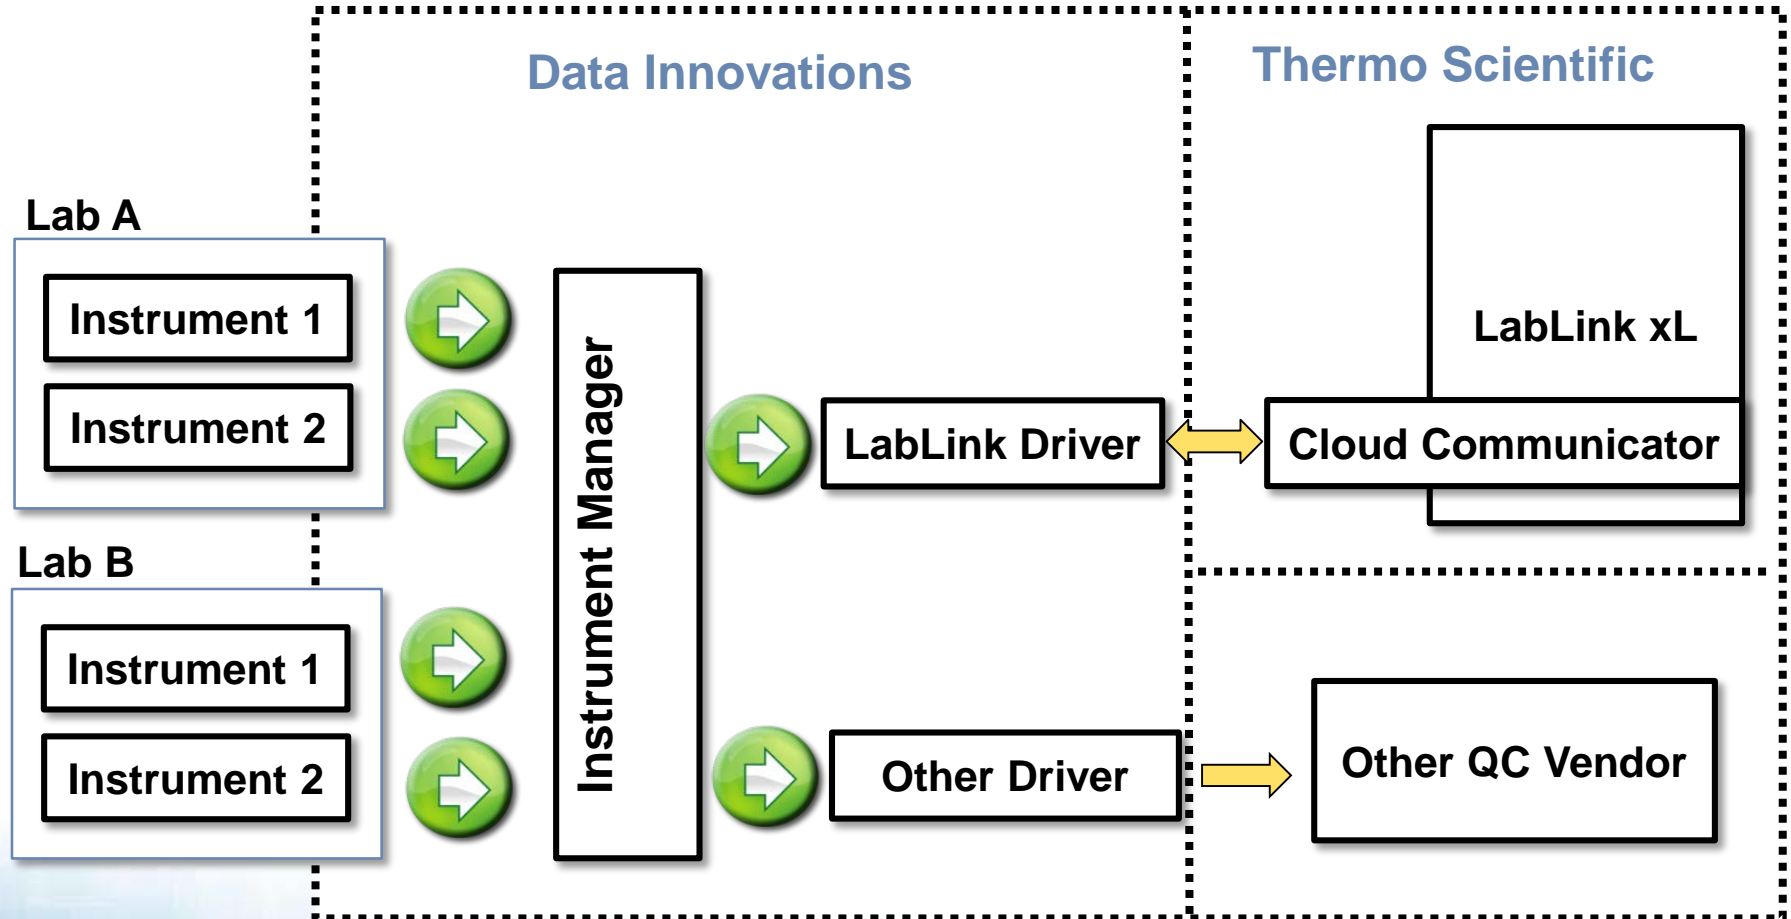 Data Innovations
Thermo Scientific
Lab A
Instrument 1
Instrument 2
Lab B
Instrument 1
Instrument 2
Instrument Manager
LabLink Driver
Other Driver
LabLink xL
Cloud Communicator
Other QC Vendor